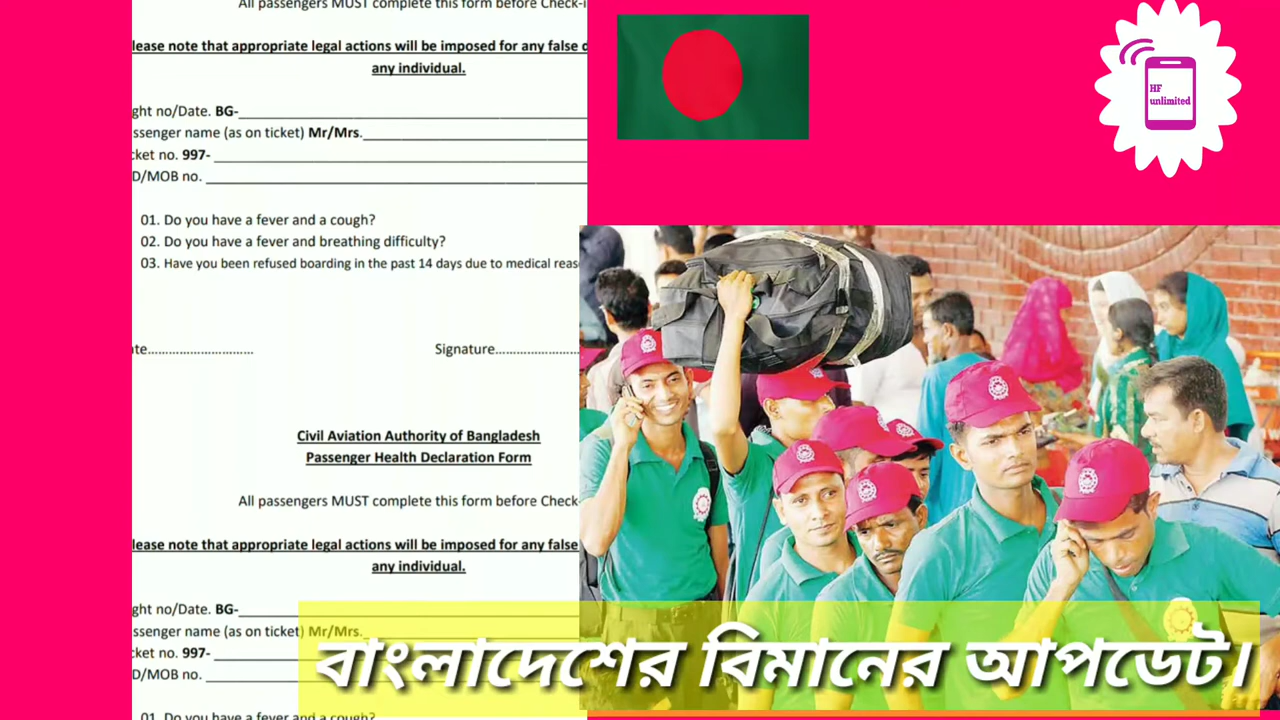 All passengers MUST complete this form before Check-i
lease note that appropriate legal actions will be imposed for any false d
any individual.
ght no/Date. BG-
ssenger name (as on ticket) Mr/Mrs.
cket no. 997-
D/MOB no.
01. Do you have a fever and a cough?
02. Do you have a fever and breathing difficulty?
03. Have you been refused boarding in the past 14 days due to medical reas
te................................
Signature........................
Civil Aviation Authority of Bangladesh
Passenger Health Declaration Form
All passengers MUST complete this form before Check-
lease note that appropriate legal actions will be imposed for any false
any individual.
ght no/Date. BG-
ssenger name (as on ticket) Mr/Mrs.
cket no. 997-
D/MOB no.
01. Do you have a fever and a cough?
HF
unlimited
বাংলাদেশের বিমানের আপডেট।